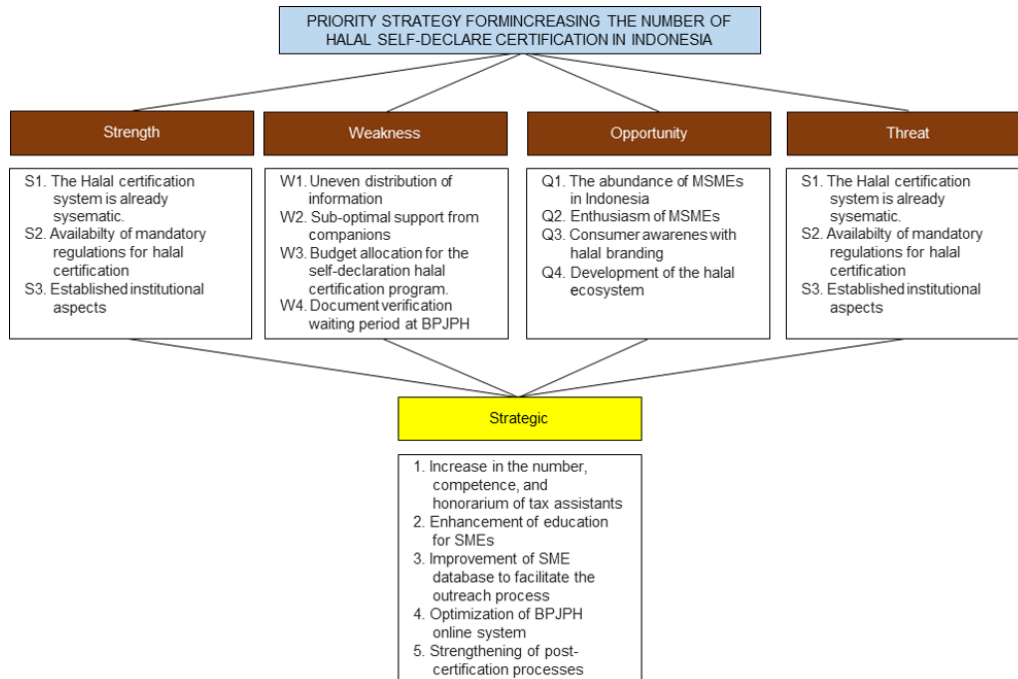 PRIORITY STRATEGY FORMINCREASING THE NUMBER OF
HALAL SELF-DECLARE CERTIFICATION IN INDONESIA
Strength
S1. The Halal certification
system is already
sysematic.
S2. Availabilty of mandatory
regulations for halal
certification
S3. Established institutional
aspects
Weakness
W1. Uneven distribution of
information
W2. Sub-optimal support from
companions
W3. Budget allocation for the
self-declaration halal
certification program.
W4. Document verification
waiting period at BPJPH
Opportunity
Q1. The abundance of MSMEs
in Indonesia
Q2. Enthusiasm of MSMEs
Q3. Consumer awarenes with
halal branding
Q4. Development of the halal
ecosystem
Threat
S1. The Halal certification
system is already
sysematic.
S2. Availabilty of mandatory
regulations for halal
certification
S3. Established institutional
aspects
Strategic
1. Increase in the number,
competence, and
honorarium of tax assistants
2. Enhancement of education
for SMEs
3. Improvement of SME
database to facilitate the
outreach process
4. Optimization of BPJPH
online system
5. Strengthening of post-
certification processes